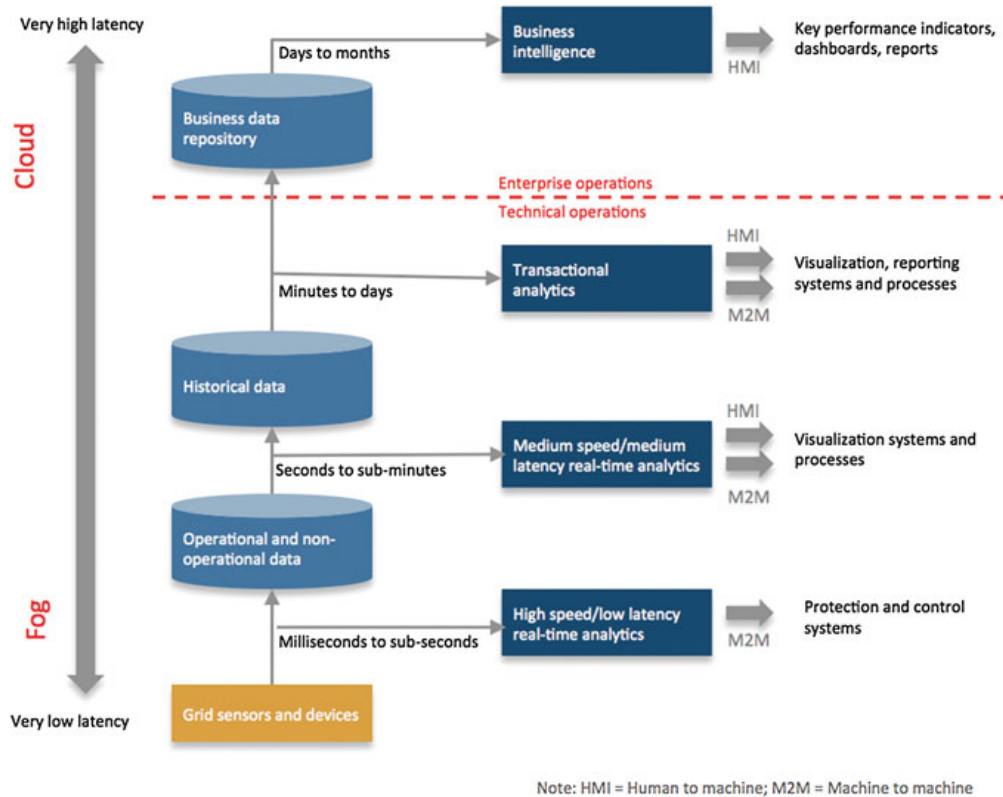 Very high latency
Cloud
Fog
Very low latency
Days to months
Business
intelligence
HMI
Key performance indicators,
dashboards, reports
Business data
repository
Enterprise operations
Technical operations
Minutes to days
Transactional
analytics
HMI
M2M
Visualization, reporting
systems and processes
Historical data
Seconds to sub-minutes
Medium speed/medium
latency real-time analytics
HMI
M2M
Visualization systems and
processes
Operational and non-
operational data
Milliseconds to sub-seconds
High speed/low latency
real-time analytics
M2M
Protection and control
systems
Grid sensors and devices
Note: HMI = Human to machine; M2M = Machine to machine